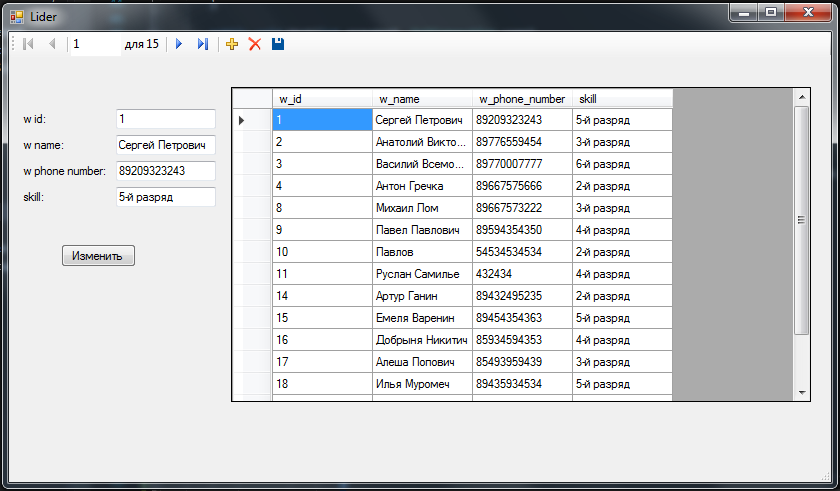 Lider
1 для 15
w id: 1
w name: Сергей Петрович
w phone number: 89209323243
skill: 5-й разряд
Изменить
w_id w_name w_phone_number skill
1 Сергей Петрович 89209323243 5-й разряд
2 Анатолий Викто... 89776559454 3-й разряд
3 Василий Всемо... 89770007777 6-й разряд
4 Антон Гречка 89667575666 2-й разряд
8 Михаил Лом 89667573222 3-й разряд
9 Павел Павлович 89594354350 4-й разряд
10 Павлов 54534534534 2-й разряд
11 Руслан Самилье 432434 4-й разряд
14 Артур Ганин 89432495235 2-й разряд
15 Емеля Варенин 89454354363 5-й разряд
16 Добрыня Никитич 85934594353 4-й разряд
17 Алеша Попович 85493959439 3-й разряд
18 Илья Муромеч 89435934534 5-й разряд